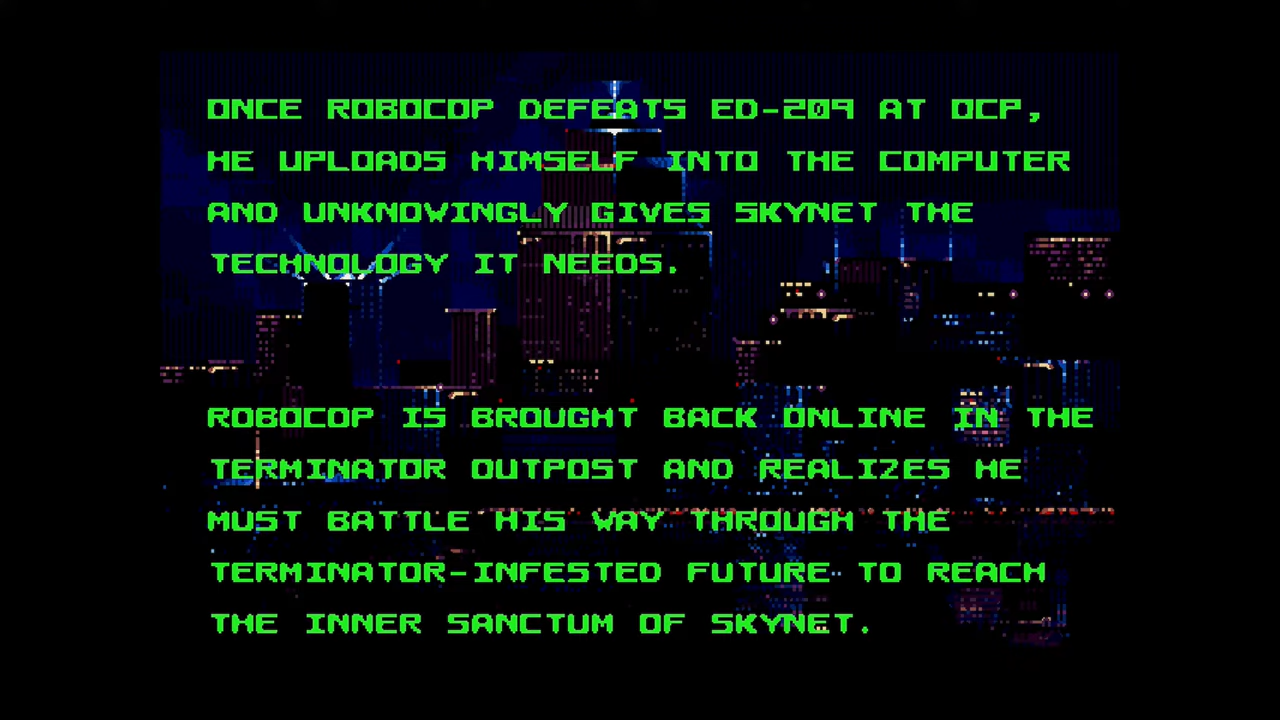 ONCE ROBOCOP DEFEATS ED-209 AT OCP,
HE UPLOADS HIMSELF INTO THE COMPUTER
AND UNKNOWINGLY GIVES SKYNET THE
TECHNOLOGY IT NEEDS.
ROBOCOP IS BROUGHT BACK ONLINE IN THE
TERMINATOR OUTPOST AND REALIZES HE
MUST BATTLE HIS WAY THROUGH THE
TERMINATOR-INFESTED FUTURE TO REACH
THE INNER SANCTUM OF SKYNET.